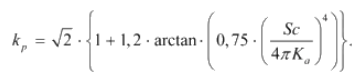 k_p = √2 · {1 + 1,2 · arctan · (0,75 · (Sc / 4πK_a)^4)}.